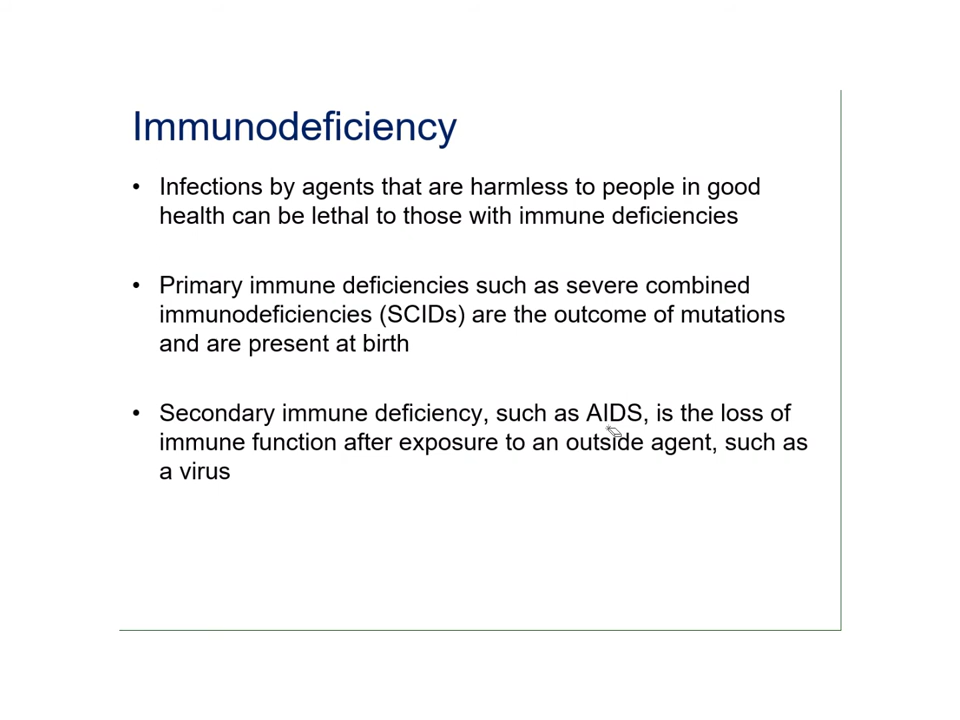 Immunodeficiency
• Infections by agents that are harmless to people in good
health can be lethal to those with immune deficiencies
• Primary immune deficiencies such as severe combined
immunodeficiencies (SCIDs) are the outcome of mutations
and are present at birth
• Secondary immune deficiency, such as AIDS, is the loss of
immune function after exposure to an outside agent, such as
a virus